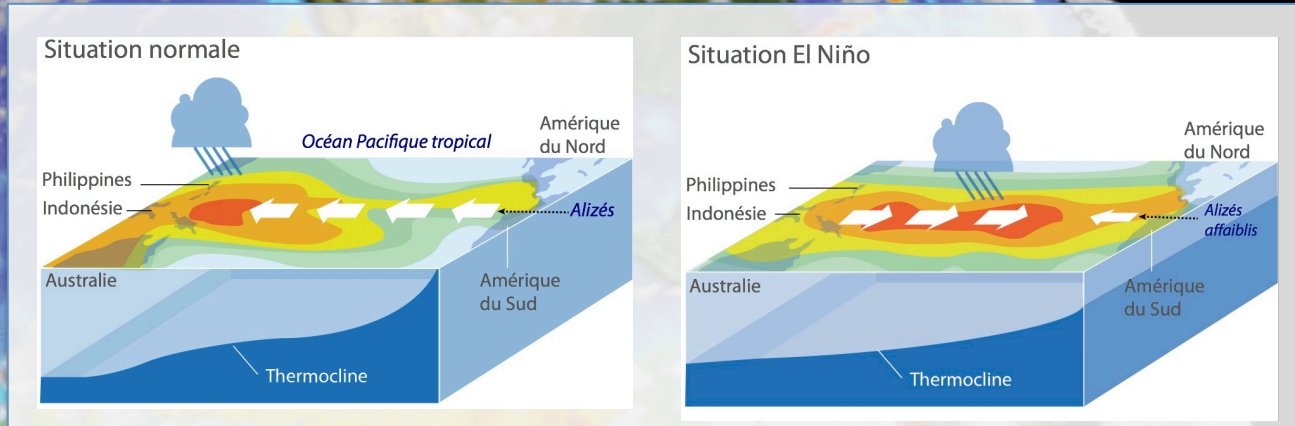 Situation normale
Océan Pacifique tropical
Amérique
du Nord
Philippines
Indonésie
Alizés
Australie
Amérique
du Sud
Thermocline
Situation El Niño
Amérique
du Nord
Philippines
Indonésie
Alizés
affaiblis
Australie
Amérique
du Sud
Thermocline